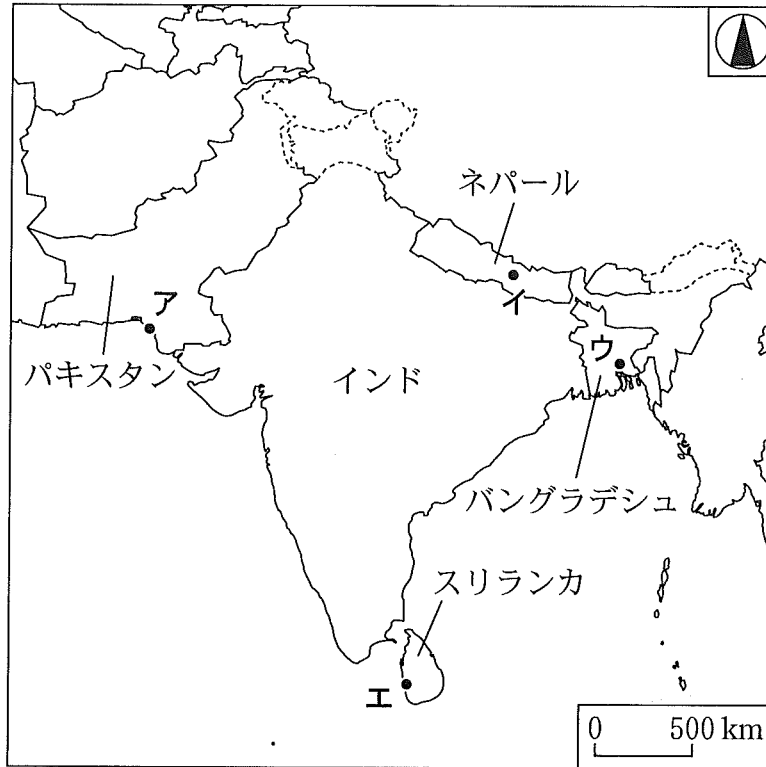 ネパール
イ
ア
ウ
パキスタン
インド
バングラデシュ
スリランカ
エ
0 500 km